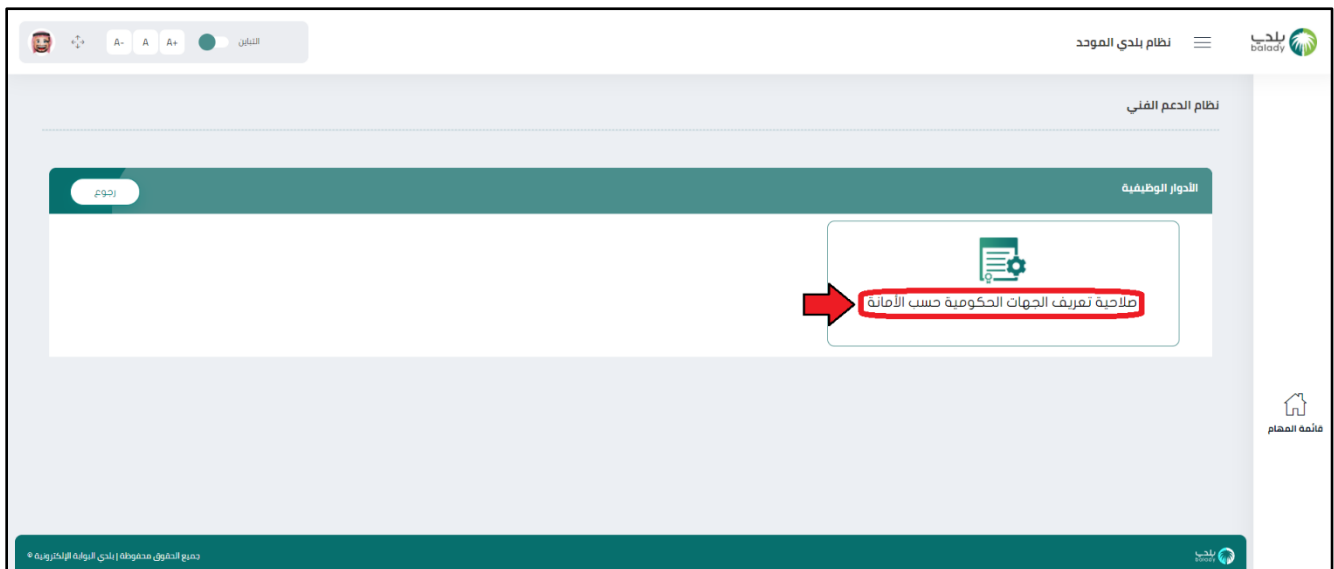 بلدي
balady
نظام بلدي الموحد
التباين
A+
A
A-
نظام الدعم الفني
الأدوار الوظيفية
رجوع
صلاحية تعريف الجهات الحكومية حسب الأمانة
قائمة المهام
بلدي
balady
جميع الحقوق محفوظة | بلدي البوابة الإلكترونية ©